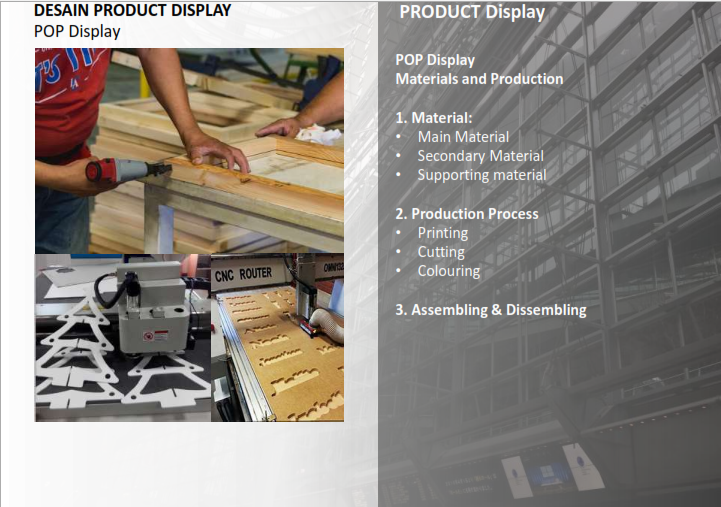 DESAIN PRODUCT DISPLAY
POP Display
CNC ROUTER
PRODUCT Display
POP Display
Materials and Production
1. Material:
• Main Material
• Secondary Material
• Supporting material
2. Production Process
• Printing
• Cutting
• Colouring
3. Assembling & Dissembling